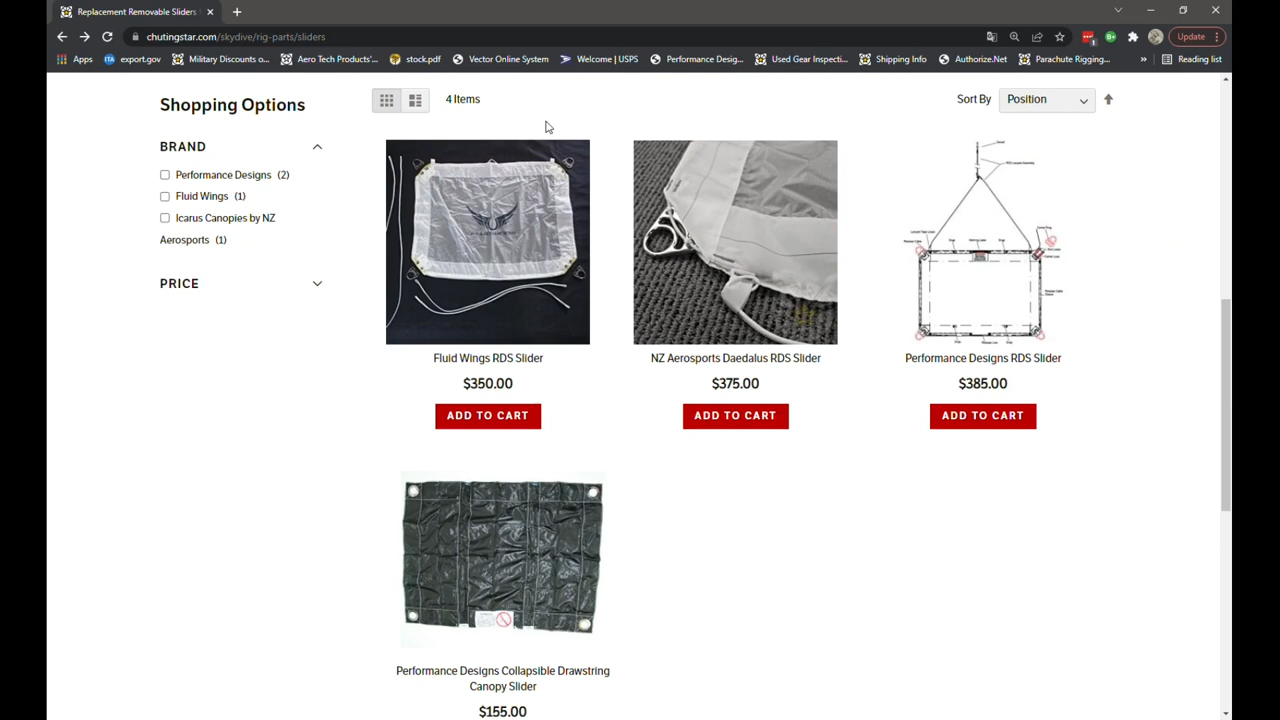 Replacement Removable Sliders
chutingstar.com/skydive/rig-parts/sliders
Update
Apps
export.gov
Military Discounts o...
Aero Tech Products'...
stock.pdf
Vector Online System
Welcome | USPS
Performance Desig...
Used Gear Inspecti...
Shipping Info
Authorize.Net
Parachute Rigging...
»
Reading list
Shopping Options
4 Items
Sort By
Position
BRAND
Performance Designs (2)
Fluid Wings (1)
Icarus Canopies by NZ
Aerosports (1)
PRICE
Fluid Wings RDS Slider
NZ Aerosports Daedalus RDS Slider
Performance Designs RDS Slider
$350.00
$375.00
$385.00
ADD TO CART
ADD TO CART
ADD TO CART
Performance Designs Collapsible Drawstring
Canopy Slider
$155.00